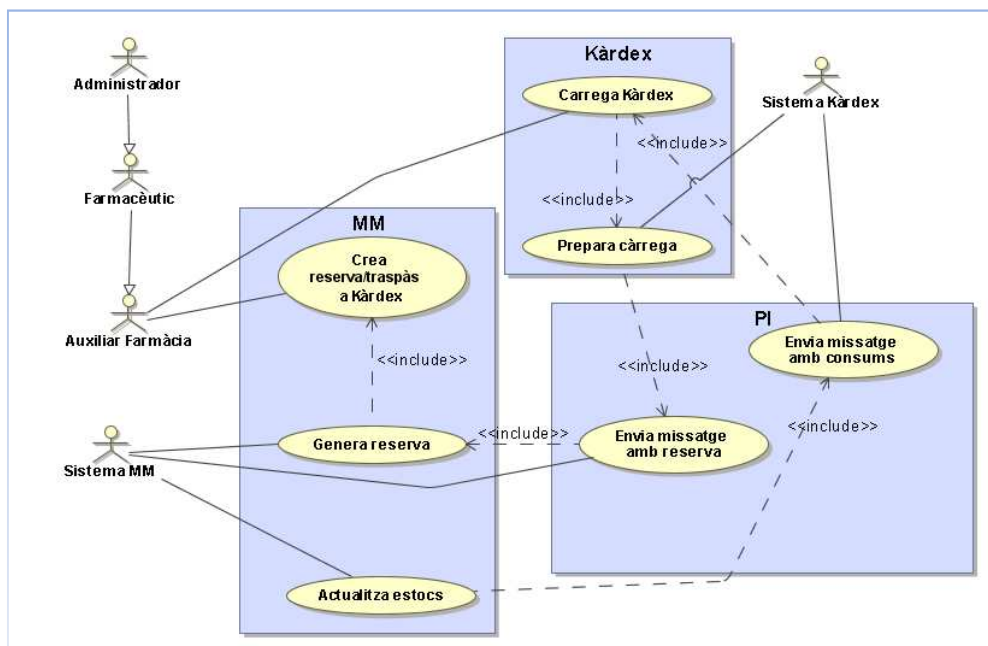 Administrador
Farmacèutic
Auxiliar Farmàcia
Sistema MM
MM
Crea
reserva/traspàs
a Kàrdex
<<include>>
Genera reserva
Actualitza estocs
Kàrdex
Carrega Kàrdex
<<include>>
<<include>>
Prepara càrrega
Sistema Kàrdex
PI
Envia missatge
amb consums
<<include>>
<<include>>
<<include>>
Envia missatge
amb reserva